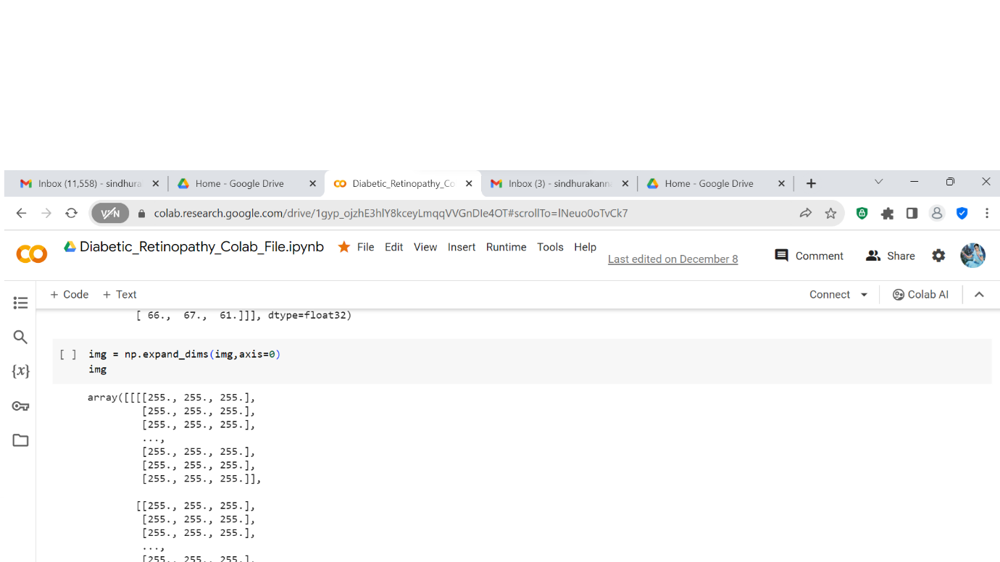 Inbox (11,558) - sindhura
Home - Google Drive
Diabetic_Retinopathy_Co
Inbox (3) - sindhurakann
Home - Google Drive
VPN
colab.research.google.com/drive/1gyp_ojzhE3hlY8kceyLmqqVVGnDIe4OT#scrollTo=lNeuo0oTvCk7
CO
Diabetic_Retinopathy_Colab_File.ipynb
File Edit View Insert Runtime Tools Help
Last edited on December 8
Comment
Share
+ Code + Text
Connect
Colab AI
[ 66., 67., 61.]]], dtype=float32)
[ ] img = np.expand_dims(img,axis=0)
img
{x}
array([[[[255., 255., 255.],
[255., 255., 255.],
[255., 255., 255.],
...,
[255., 255., 255.],
[255., 255., 255.],
[255., 255., 255.]],
[[255., 255., 255.],
[255., 255., 255.],
[255., 255., 255.],
...,
[255., 255., 255.],